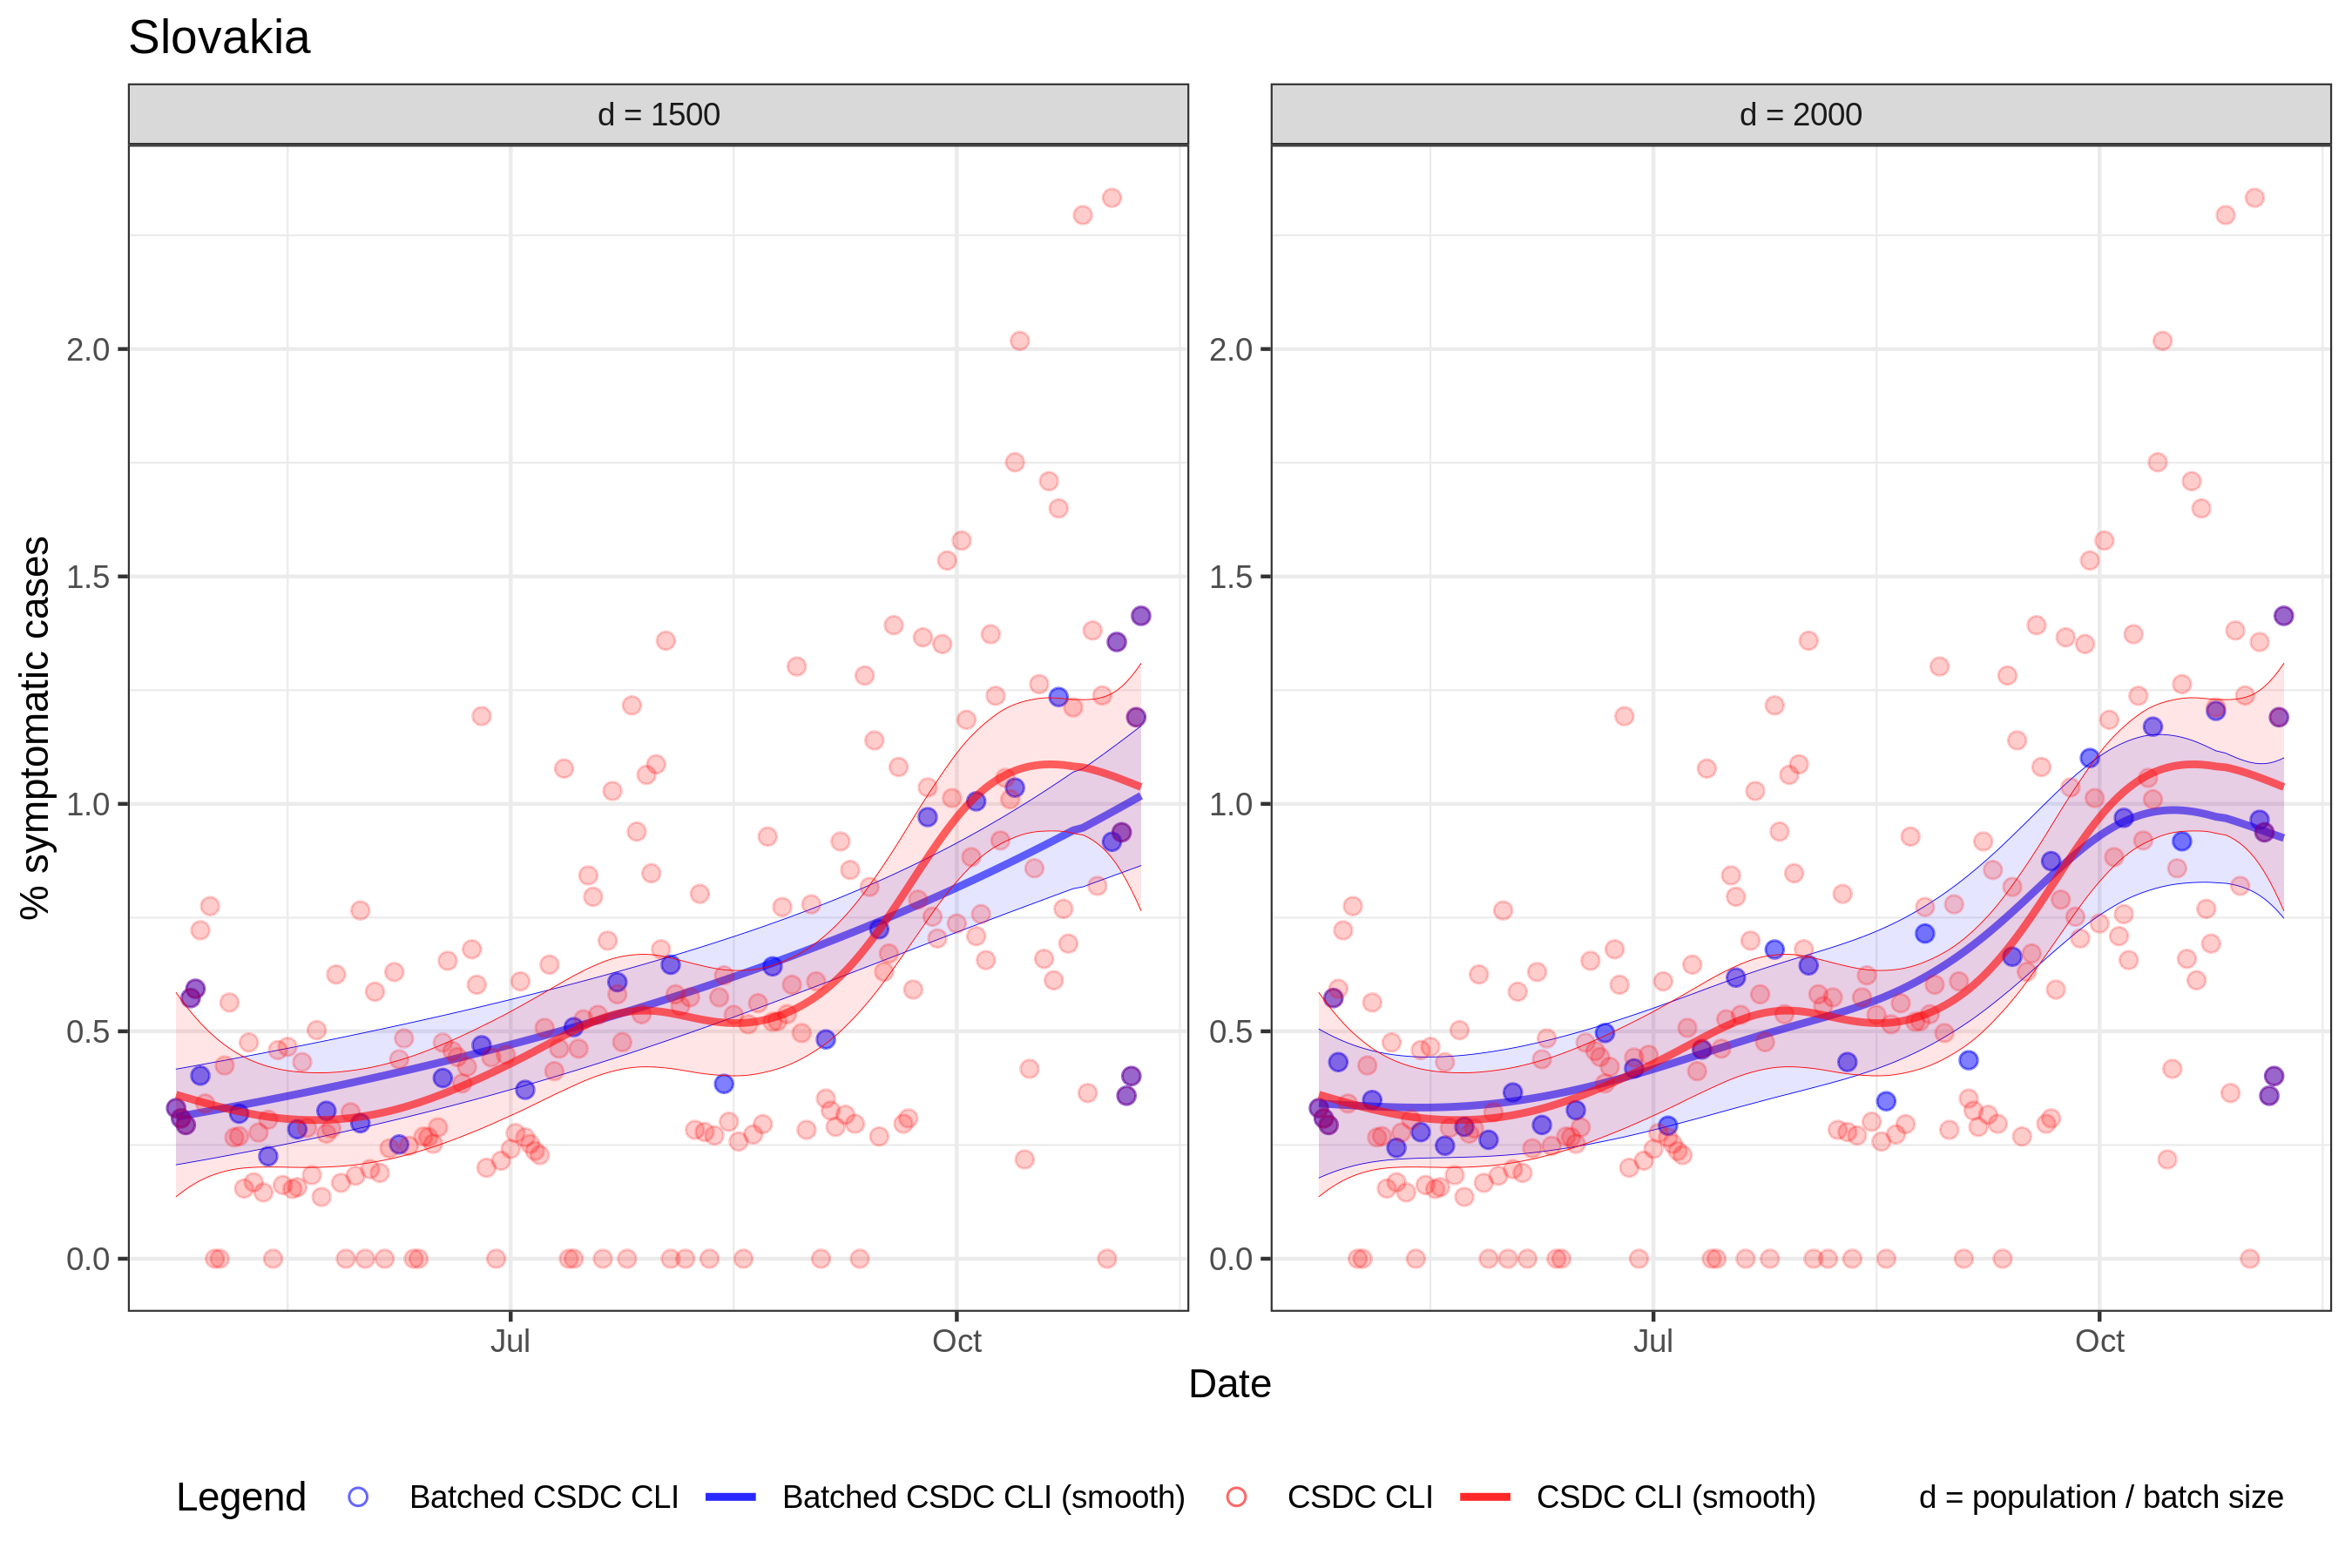 Slovakia
d = 1500
d = 2000
% symptomatic cases
2.0
1.5
1.0
0.5
0.0
2.0
1.5
1.0
0.5
0.0
Jul
Oct
Jul
Oct
Date
Legend
Batched CSDC CLI
Batched CSDC CLI (smooth)
CSDC CLI
CSDC CLI (smooth)
d = population / batch size